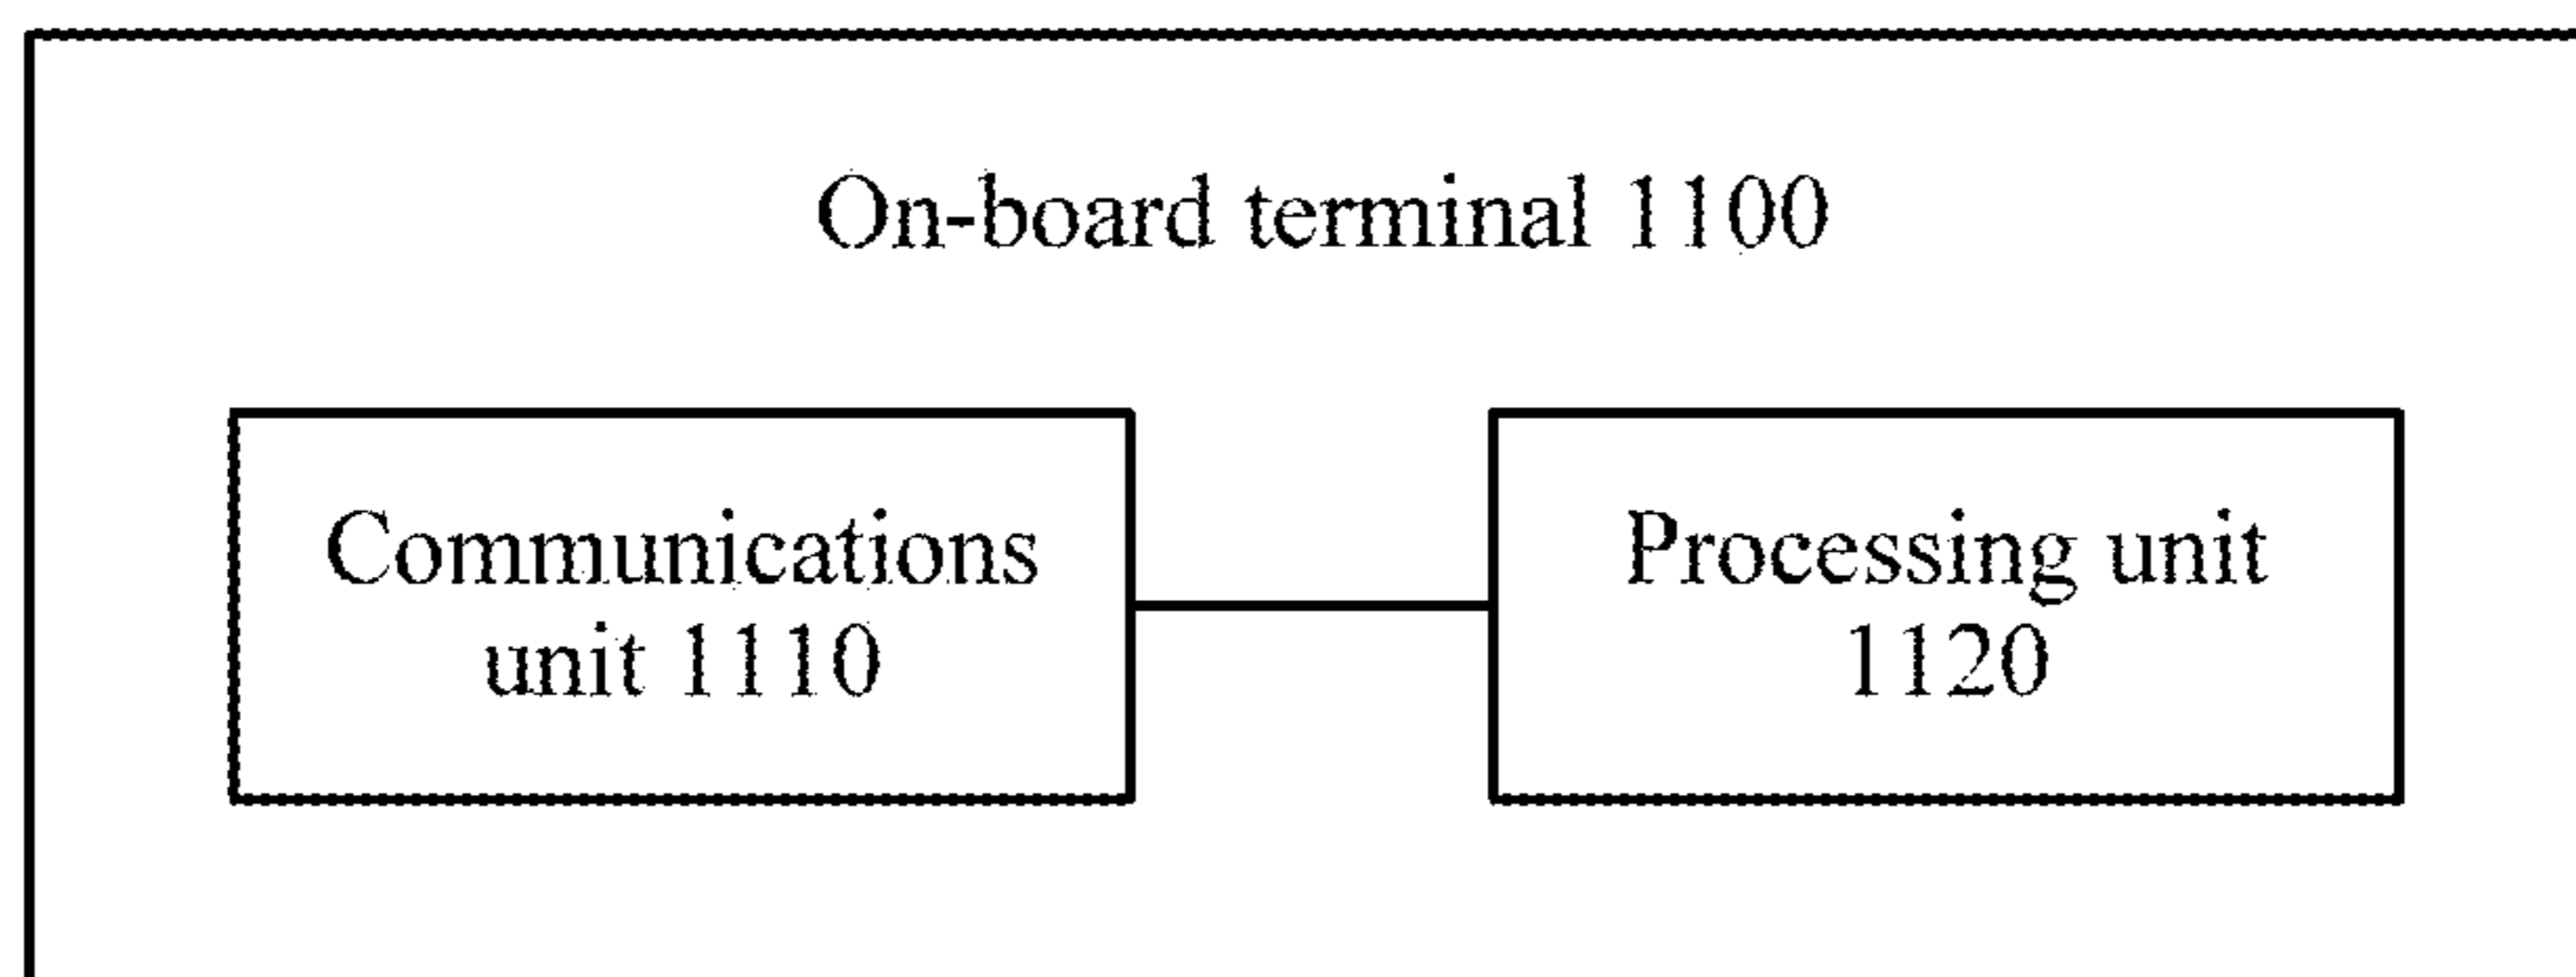 On-board terminal 1100
Communications
unit 1110
Processing unit
1120